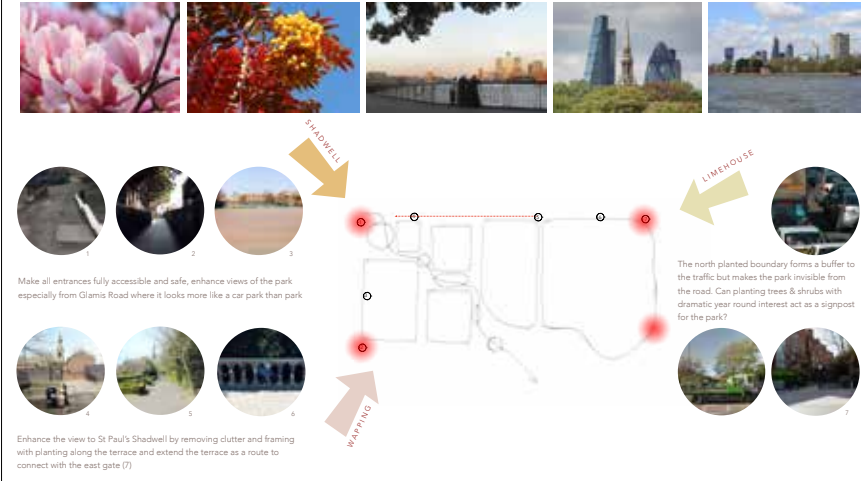 SHADWELL
LIMEHOUSE
1
2
3
Make all entrances fully accessible and safe, enhance views of the park
especially from Glamis Road where it looks more like a car park than park
The north planted boundary forms a buffer to
the traffic but makes the park invisible from
the road. Can planting trees & shrubs with
dramatic year round interest act as a signpost
for the park?
4
5
6
7
WAPPING
Enhance the view to St Paul's Shadwell by removing clutter and framing
with planting along the terrace and extend the terrace as a route to
connect with the east gate (7)